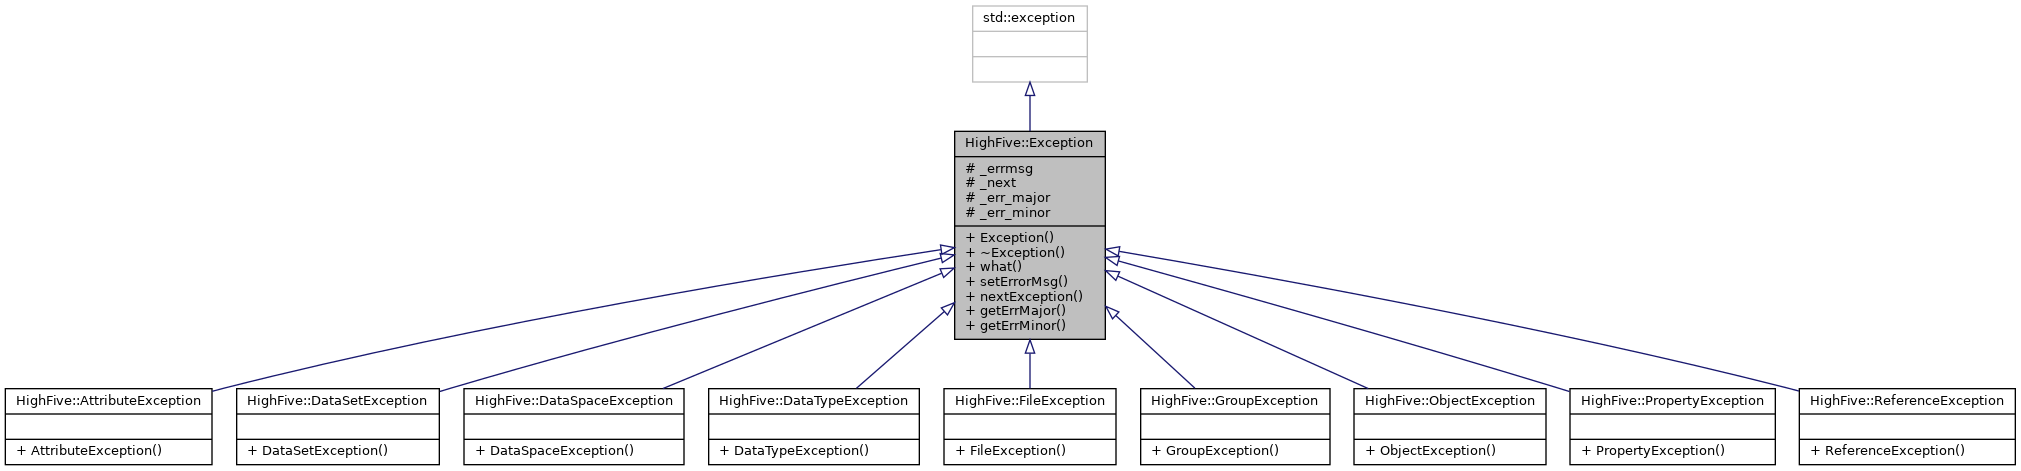 std::exception
HighFive::Exception
# _errmsg
# _next
# _err_major
# _err_minor
+ Exception()
+ ~Exception()
+ what()
+ setErrorMsg()
+ nextException()
+ getErrMajor()
+ getErrMinor()
HighFive::AttributeException
+ AttributeException()
HighFive::DataSetException
+ DataSetException()
HighFive::DataSpaceException
+ DataSpaceException()
HighFive::DataTypeException
+ DataTypeException()
HighFive::FileException
+ FileException()
HighFive::GroupException
+ GroupException()
HighFive::ObjectException
+ ObjectException()
HighFive::PropertyException
+ PropertyException()
HighFive::ReferenceException
+ ReferenceException()